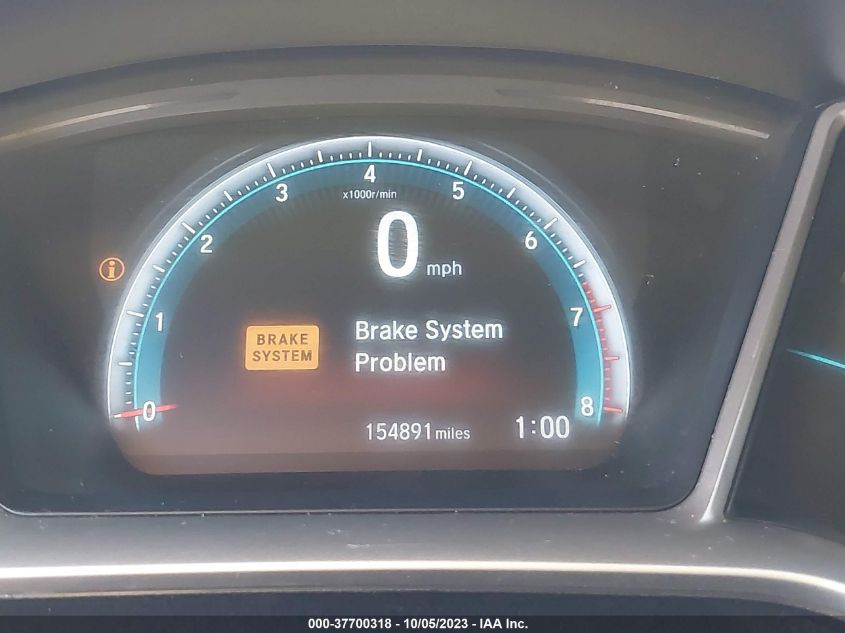 4
3
5
x1000r/min
2
0
6
mph
i
1
7
BRAKE
SYSTEM
Brake System
Problem
0
8
154891 miles
1:00
000-37700318 - 10/05/2023 - IAA Inc.